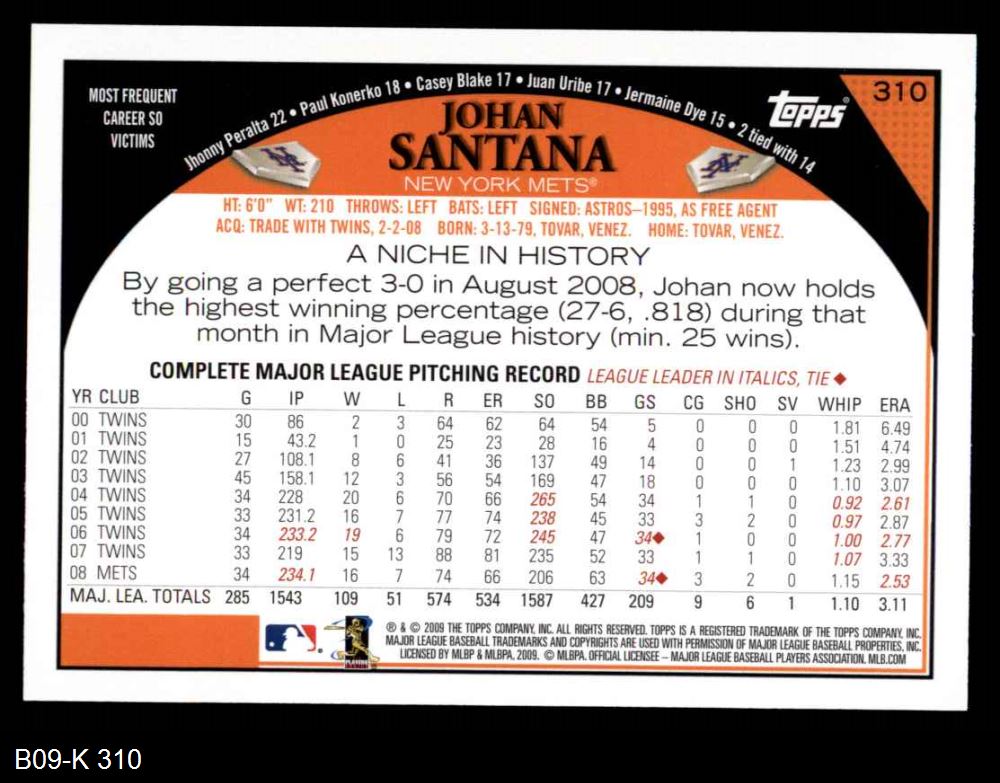 MOST FREQUENT
CAREER SO
VICTIMS
Jhonny Peralta 22 • Paul Konerko 18 • Casey Blake 17 • Juan Uribe 17 • Jermaine Dye 15 • 2 tied with 14
Topps®
310
JOHAN
SANTANA
NEW YORK METS®
HT: 6'0" WT: 210 THROWS: LEFT BATS: LEFT SIGNED: ASTROS–1995, AS FREE AGENT
ACQ: TRADE WITH TWINS, 2-2-08 BORN: 3-13-79, TOVAR, VENEZ. HOME: TOVAR, VENEZ.
A NICHE IN HISTORY
By going a perfect 3-0 in August 2008, Johan now holds
the highest winning percentage (27-6, .818) during that
month in Major League history (min. 25 wins).
COMPLETE MAJOR LEAGUE PITCHING RECORD LEAGUE LEADER IN ITALICS, TIE ◆
YR CLUB G IP W L R ER SO BB GS CG SHO SV WHIP ERA
00 TWINS 30 86 2 3 64 62 64 54 5 0 0 0 1.81 6.49
01 TWINS 15 43.2 1 0 25 23 28 16 4 0 0 0 1.51 4.74
02 TWINS 27 108.1 8 6 41 36 137 49 14 0 0 1 1.23 2.99
03 TWINS 45 158.1 12 3 56 54 169 47 18 0 0 0 1.10 3.07
04 TWINS 34 228 20 6 70 66 265 54 34 1 1 0 0.92 2.61
05 TWINS 33 231.2 16 7 77 74 238 45 33 3 2 0 0.97 2.87
06 TWINS 34 233.2 19 6 79 72 245 47 34◆ 1 0 0 1.00 2.77
07 TWINS 33 219 15 13 88 81 235 52 33 1 1 0 1.07 3.33
08 METS 34 234.1 16 7 74 66 206 63 34◆ 3 2 0 1.15 2.53
MAJ. LEA. TOTALS 285 1543 109 51 574 534 1587 427 209 9 6 1 1.10 3.11
® & © 2009 THE TOPPS COMPANY, INC. ALL RIGHTS RESERVED. TOPPS IS A REGISTERED TRADEMARK OF THE TOPPS COMPANY, INC.
MAJOR LEAGUE BASEBALL TRADEMARKS AND COPYRIGHTS ARE USED WITH PERMISSION OF MAJOR LEAGUE BASEBALL PROPERTIES, INC.
LICENSED BY MLBP & MLBPA, 2009. © MLBPA. OFFICIAL LICENSEE – MAJOR LEAGUE BASEBALL PLAYERS ASSOCIATION. MLB.COM
B09-K 310